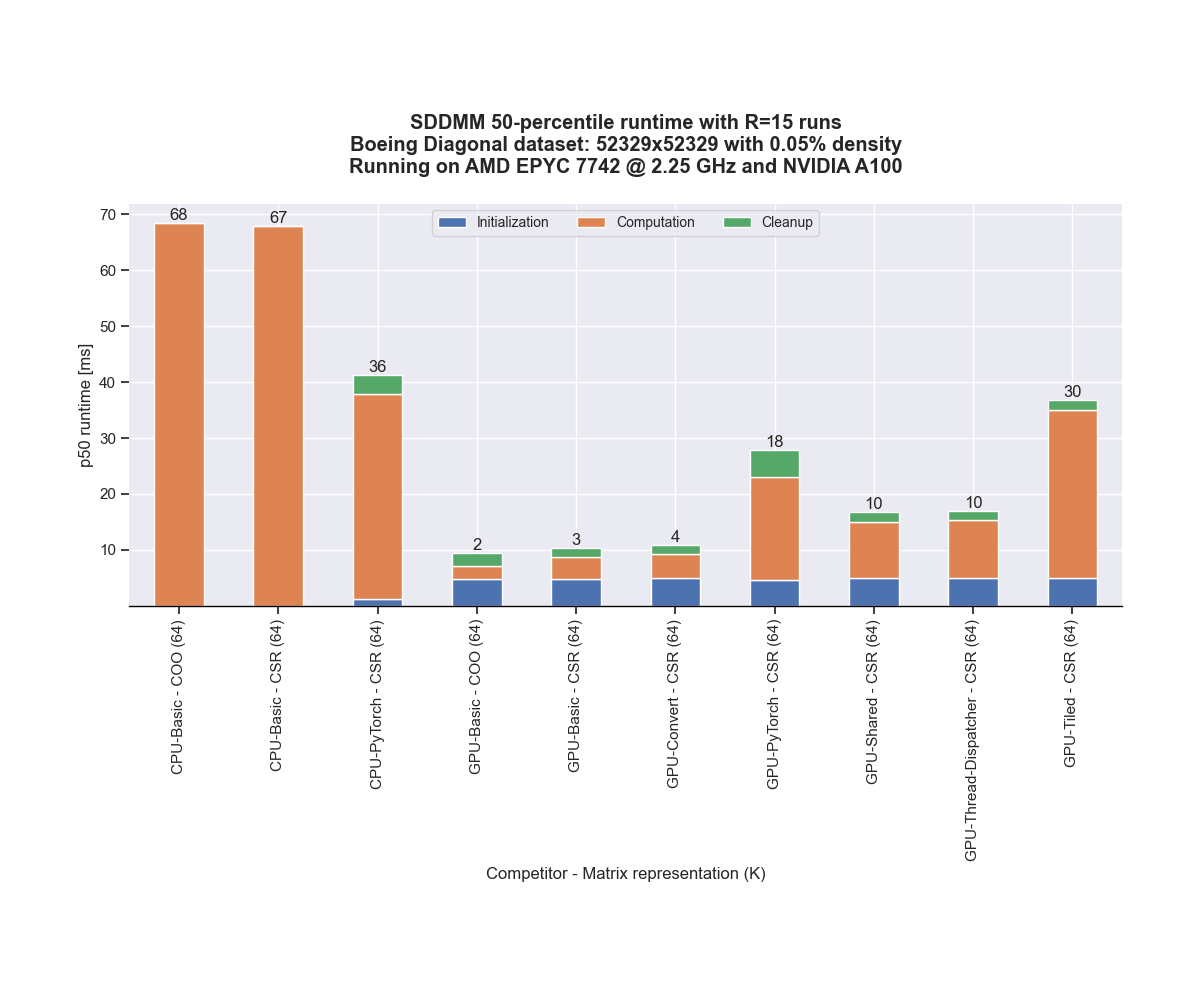 SDDMM 50-percentile runtime with R=15 runs
Boeing Diagonal dataset: 52329x52329 with 0.05% density
Running on AMD EPYC 7742 @ 2.25 GHz and NVIDIA A100
Initialization
Computation
Cleanup
p50 runtime [ms]
70
60
50
40
30
20
10
68
67
36
2
3
4
18
10
10
30
CPU-Basic - COO (64)
CPU-Basic - CSR (64)
CPU-PyTorch - CSR (64)
GPU-Basic - COO (64)
GPU-Basic - CSR (64)
GPU-Convert - CSR (64)
GPU-PyTorch - CSR (64)
GPU-Shared - CSR (64)
GPU-Thread-Dispatcher - CSR (64)
GPU-Tiled - CSR (64)
Competitor - Matrix representation (K)